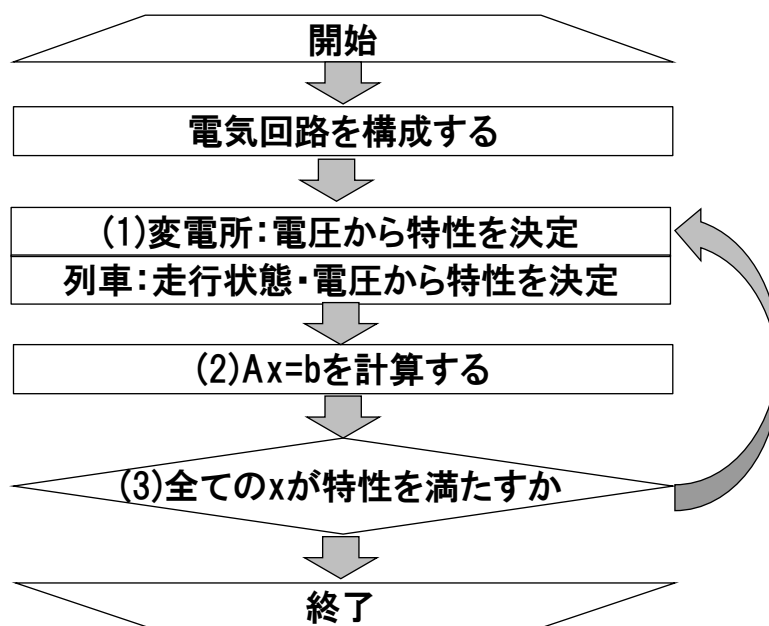 開始
電気回路を構成する
(1)変電所：電圧から特性を決定
列車：走行状態・電圧から特性を決定
(2)Ax=bを計算する
(3)全てのxが特性を満たすか
終了